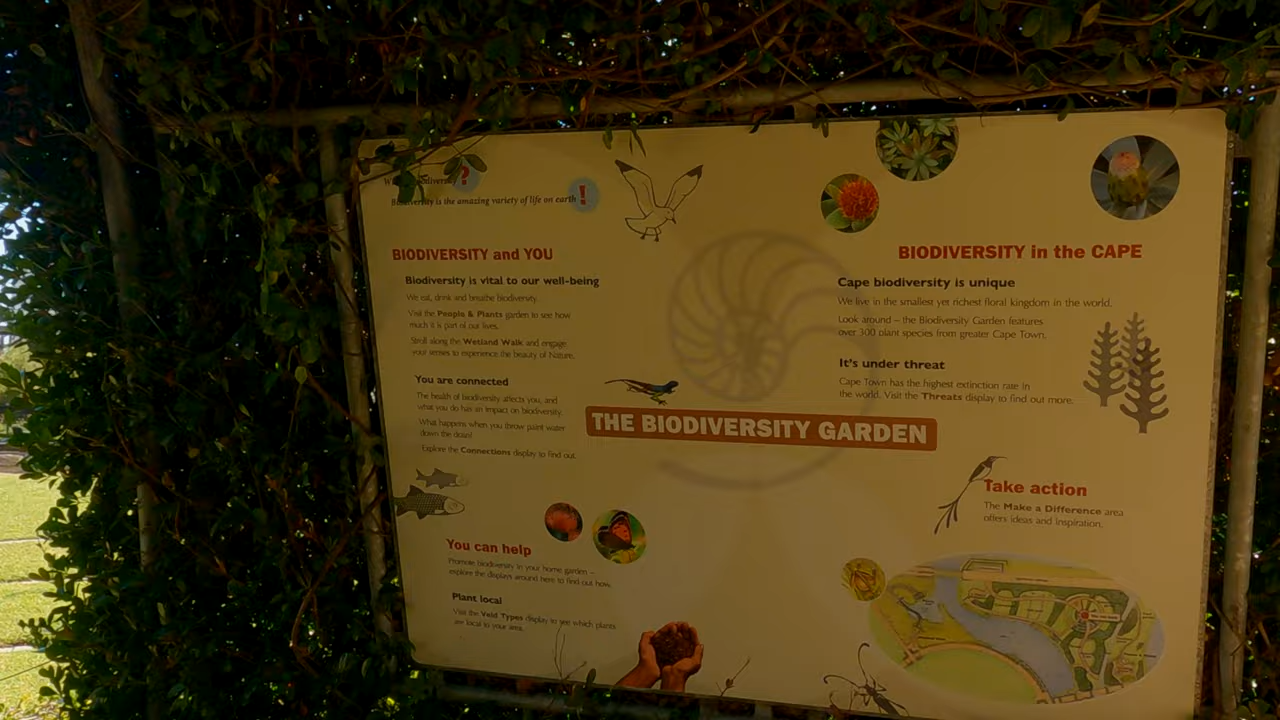 Biodiversity is the amazing variety of life on earth !
BIODIVERSITY and YOU
Biodiversity is vital to our well-being
We eat, drink and breathe biodiversity.
Visit the People & Plants garden to see how
much it is part of our lives.
Stroll along the Wetland Walk and engage
your senses to experience the beauty of Nature.
You are connected
The health of biodiversity affects you, and
what you do has an impact on biodiversity.
What happens when you throw paint water
down the drain?
Explore the Connections display to find out.
You can help
Promote biodiversity in your home garden –
explore the displays around here to find out how.
Plant local
Visit the Veld Types display to see which plants
are local to your area.
THE BIODIVERSITY GARDEN
BIODIVERSITY in the CAPE
Cape biodiversity is unique
We live in the smallest yet richest floral kingdom in the world.
Look around – the Biodiversity Garden features
over 300 plant species from greater Cape Town.
It's under threat
Cape Town has the highest extinction rate in
the world. Visit the Threats display to find out more.
Take action
The Make a Difference area
offers ideas and inspiration.